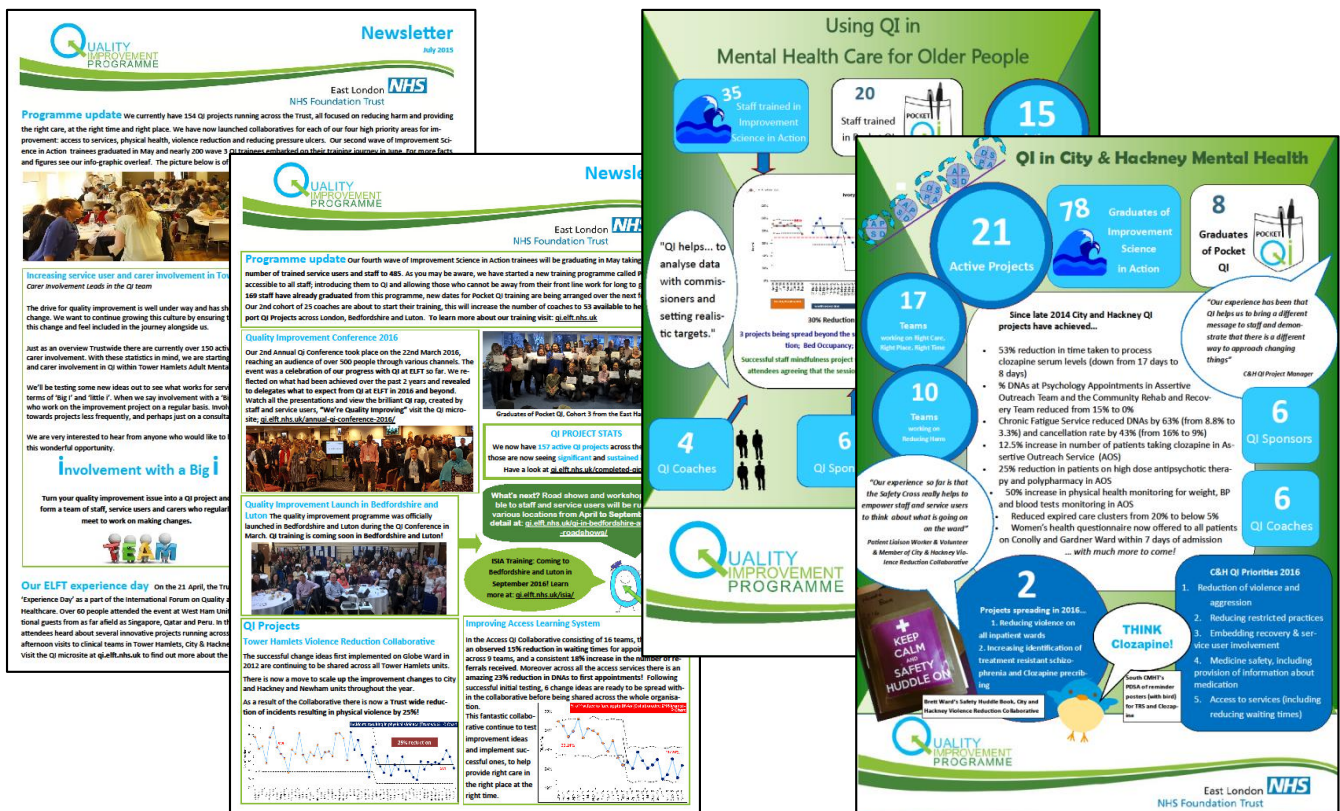 Newsletter
July 2015
QUALITY
IMPROVEMENT
PROGRAMME
East London NHS
NHS Foundation Trust
Programme update We currently have 154 QI projects running across the Trust, all focused on reducing harm and providing
the right care, at the right time and right place. We have now launched collaboratives for each of our four high priority areas for im-
provement: access to services, physical health, violence reduction and reducing pressure ulcers. Our second wave of Improvement Sci-
ence in Action trainees graduated in May and nearly 200 wave 3 QI trainees embarked on their training journey in June. For more facts
and figures see our info-graphic overleaf. The picture below is of
Increasing service user and carer involvement in Tow
Carer Involvement Leads in the QI team
The drive for quality improvement is well under way and has sh
change. We want to continue growing this culture by ensuring t
this change and feel included in the journey alongside us.
Just as an overview Trustwide there are currently over 150 activ
carer involvement. With these statistics in mind, we are starting
carer involvement in QI within Tower Hamlets Adult Mental
We'll be testing some new ideas out to see what works for servi
terms of 'Big I' and 'little i'. When we say involvement with a 'Bi
who work on the improvement project on a regular basis. Invol
towards projects less frequently, and perhaps just on a consulta
We are very interested to hear from anyone who would like to
this wonderful opportunity.
involvement with a Big i
Turn your quality improvement issue into a QI project and
form a team of staff, service users and carers who regular
meet to work on making changes.
TEAM
Our ELFT experience day On the 21 April, the Tru
'Experience Day' as a part of the International Forum on Quality a
Healthcare. Over 60 people attended the event at West Ham Unit
tional guests from as far afield as Singapore, Qatar and Peru. In th
attendees heard about several innovative projects running across
afternoon visits to clinical teams in Tower Hamlets, City & Hackne
Visit the QI microsite at qi.elft.nhs.uk to find out more about the
Newsle
QUALITY
IMPROVEMENT
PROGRAMME
East London NH
NHS Foundation Trust
Programme update Our fourth wave of Improvement Science in Action trainees will be graduating in May taking
number of trained service users and staff to 485. As you may be aware, we have started a new training programme called P
accessible to all staff; introducing them to QI and allowing those who cannot be away from their front line work for long to g
169 staff have already graduated from this programme, new dates for Pocket QI training are being arranged over the next f
Our 2nd cohort of 25 coaches are about to start their training, this will increase the number of coaches to 53 available to he
port QI Projects across London, Bedfordshire and Luton. To learn more about our training visit: qi.elft.nhs.uk
Quality Improvement Conference 2016
Our 2nd Annual Qi Conference took place on the 22nd March 2016,
reaching an audience of over 500 people through various channels. The
event was a celebration of our progress with QI at ELFT so far. We re-
flected on what had been achieved over the past 2 years and revealed
to delegates what to expect from QI at ELFT in 2016 and beyond.
Watch all the presentations and view the brilliant QI rap, created by
staff and service users, "We're Quality Improving" visit the QI micro-
site; qi.elft.nhs.uk/annual-qi-conference-2016/
Graduates of Pocket QI, Cohort 3 from the East Ha
QI PROJECT STATS
We now have 157 active QI projects across the
those are now seeing significant and sustained i
Have a look at qi.elft.nhs.uk/completed-qip
Quality Improvement Launch in Bedfordshire and
Luton The quality improvement programme was officially
launched in Bedfordshire and Luton during the QI Conference in
March. QI training is coming soon in Bedfordshire and Luton!
What's next? Road shows and workshop
ble to staff and service users will be ru
various locations from April to Septemb
detail at: qi.elft.nhs.uk/qi-in-bedfordshire-a
-roadshows/
ISIA Training: Coming to
Bedfordshire and Luton in
September 2016! Learn
more at: qi.elft.nhs.uk/isia/
QI Projects
Tower Hamlets Violence Reduction Collaborative
The successful change ideas first implemented on Globe Ward in
2012 are continuing to be shared across all Tower Hamlets units.
There is now a move to scale up the improvement changes to City
and Hackney and Newham units throughout the year.
As a result of the Collaborative there is now a Trust wide reduc-
tion of incidents resulting in physical violence by 25%!
25% reduction
Improving Access Learning System
In the Access QI Collaborative consisting of 16 teams, th
an observed 15% reduction in waiting times for appoin
across 9 teams, and a consistent 18% increase in the number of re-
ferrals received. Moreover across all the access services there is an
amazing 23% reduction in DNAs to first appointments! Following
successful initial testing, 6 change ideas are ready to be spread with-
in the collaborative before being shared across the whole organisa-
tion.
This fantastic collabo-
rative continue to test
improvement ideas
and implement suc-
cessful ones, to help
provide right care in
the right place at the
right time.
Using QI in
Mental Health Care for Older People
35
Staff trained in
Improvement
Science in Action
20
Staff trained
in
POCKET
Qi
15
"QI helps... to
analyse data
with commis-
sioners and
setting realis-
tic targets."
30% Reduction
3 projects being spread beyond the s
tion; Bed Occupancy;
Successful staff mindfulness project
attendees agreeing that the sessio
4
QI Coaches
6
QI Spon
QUALITY
IMPROVEMENT
PROGRAMME
QI in City & Hackney Mental Health
21
Active Projects
78
Graduates of
Improvement
Science
in Action
8
Graduates
of Pocket
QI
POCKET
Qi
17
Teams
working on Right Care,
Right Place, Right Time
10
Teams
working on
Reducing Harm
Since late 2014 City and Hackney QI
projects have achieved...
• 53% reduction in time taken to process
clozapine serum levels (down from 17 days to
8 days)
• % DNAs at Psychology Appointments in Assertive
Outreach Team and the Community Rehab and Recov-
ery Team reduced from 15% to 0%
• Chronic Fatigue Service reduced DNAs by 63% (from 8.8% to
3.3%) and cancellation rate by 43% (from 16% to 9%)
• 12.5% increase in number of patients taking clozapine in As-
sertive Outreach Service (AOS)
• 25% reduction in patients on high dose antipsychotic thera-
py and polypharmacy in AOS
• 50% increase in physical health monitoring for weight, BP
and blood tests monitoring in AOS
• Reduced expired care clusters from 20% to below 5%
• Women's health questionnaire now offered to all patients
on Conolly and Gardner Ward within 7 days of admission
... with much more to come!
"Our experience has been that
QI helps us to bring a different
message to staff and demon-
strate that there is a different
way to approach changing
things"
C&H QI Project Manager
6
QI Sponsors
6
QI Coaches
"Our experience so far is that
the Safety Cross really helps to
empower staff and service users
to think about what is going on
on the ward"
Patient Liaison Worker & Volunteer
& Member of City & Hackney Vio-
lence Reduction Collaborative
2
Projects spreading in 2016...
1. Reducing violence on
all inpatient wards
2. Increasing identification of
treatment resistant schizo-
phrenia and Clozapine precrib-
ing
KEEP
CALM
AND
SAFETY
HUDDLE ON
Brett Ward's Safety Huddle Book, City and
Hackney Violence Reduction Collaborative
THINK
Clozapine!
South CMHT's
PDSA of reminder
posters (with bird)
for TRS and Clozap-
ine
C&H QI Priorities 2016
1. Reduction of violence and
aggression
2. Reducing restricted practices
3. Embedding recovery & ser-
vice user involvement
4. Medicine safety, including
provision of information about
medication
5. Access to services (including
reducing waiting times)
QUALITY
IMPROVEMENT
PROGRAMME
East London NHS
NHS Foundation Trust